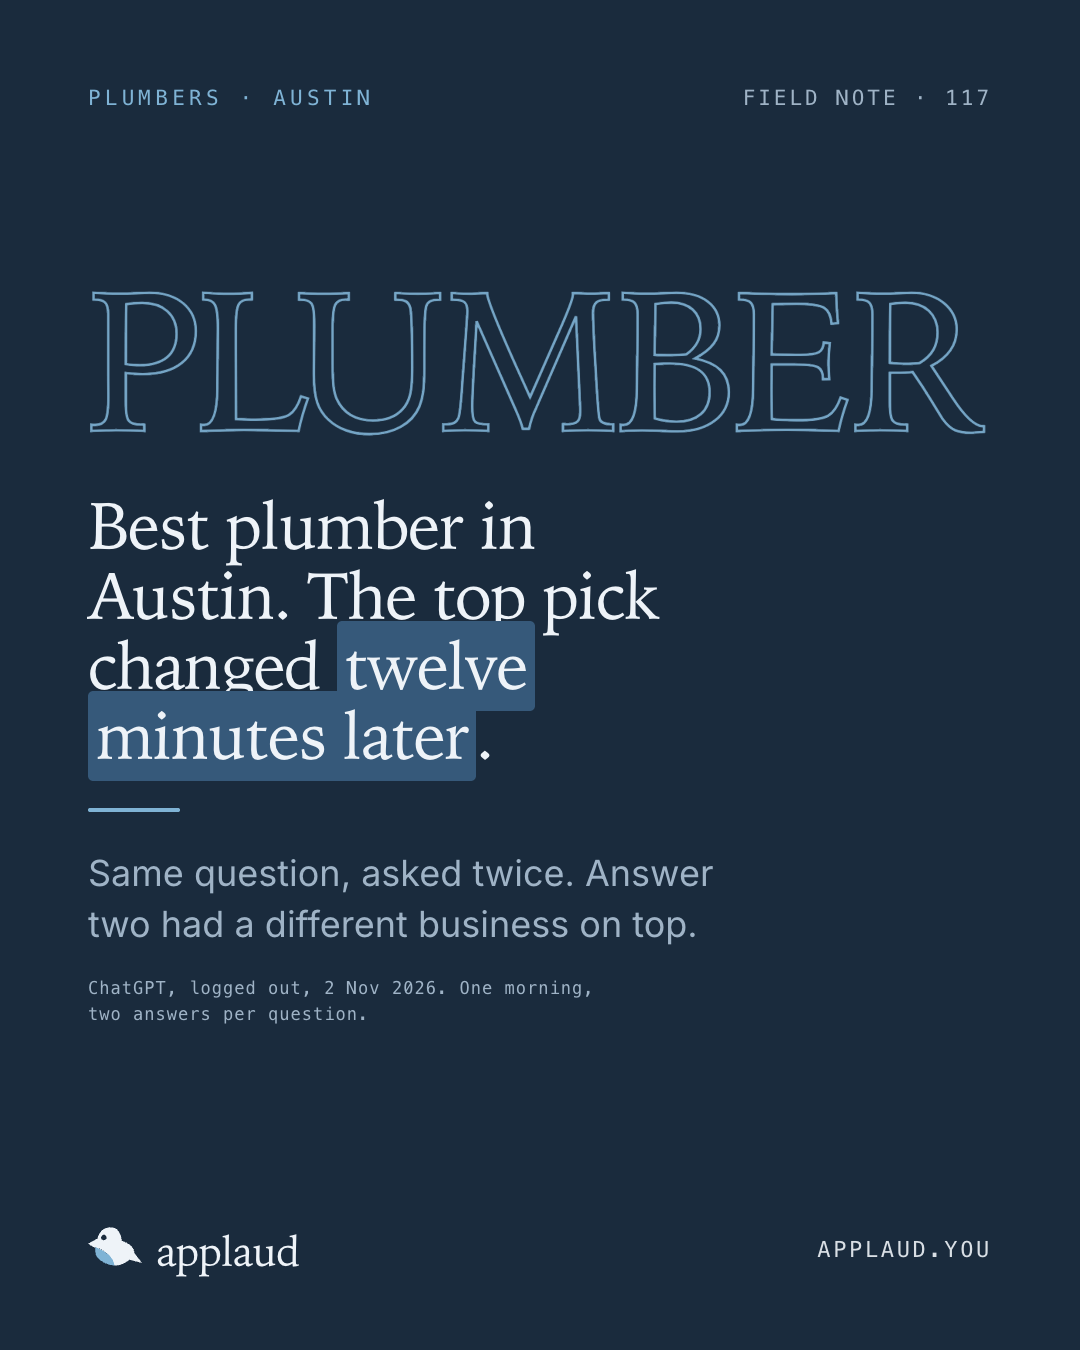 PLUMBERS · AUSTIN
FIELD NOTE · 117
PLUMBER
Best plumber in
Austin. The top pick
changed twelve
minutes later.
Same question, asked twice. Answer
two had a different business on top.
ChatGPT, logged out, 2 Nov 2026. One morning,
two answers per question.
applaud
APPLAUD.YOU